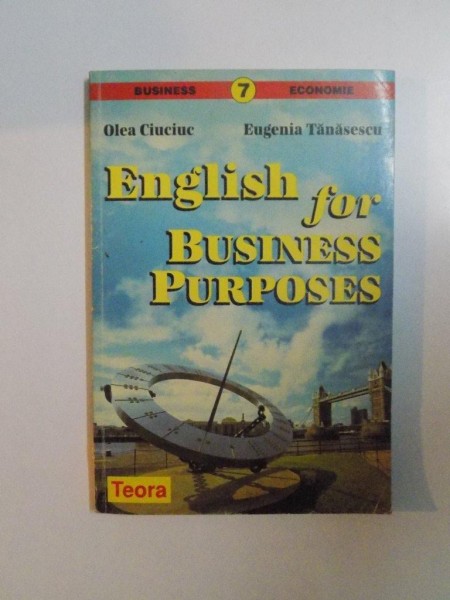 BUSINESS 7 ECONOMIE
Olea Ciuciuc Eugenia Tănăsescu
English
for
BUSINESS
PURPOSES
Teora